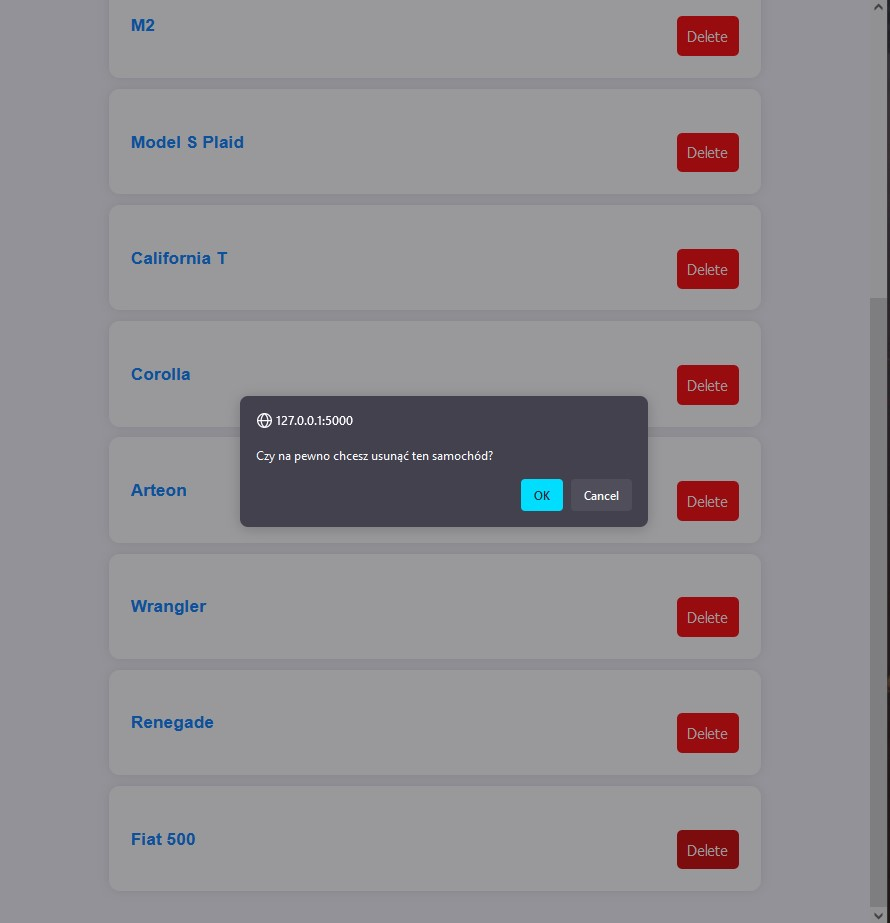 M2
Delete
Model S Plaid
Delete
California T
Delete
Corolla
Delete
127.0.0.1:5000
Czy na pewno chcesz usunąć ten samochód?
OK
Cancel
Arteon
Delete
Wrangler
Delete
Renegade
Delete
Fiat 500
Delete